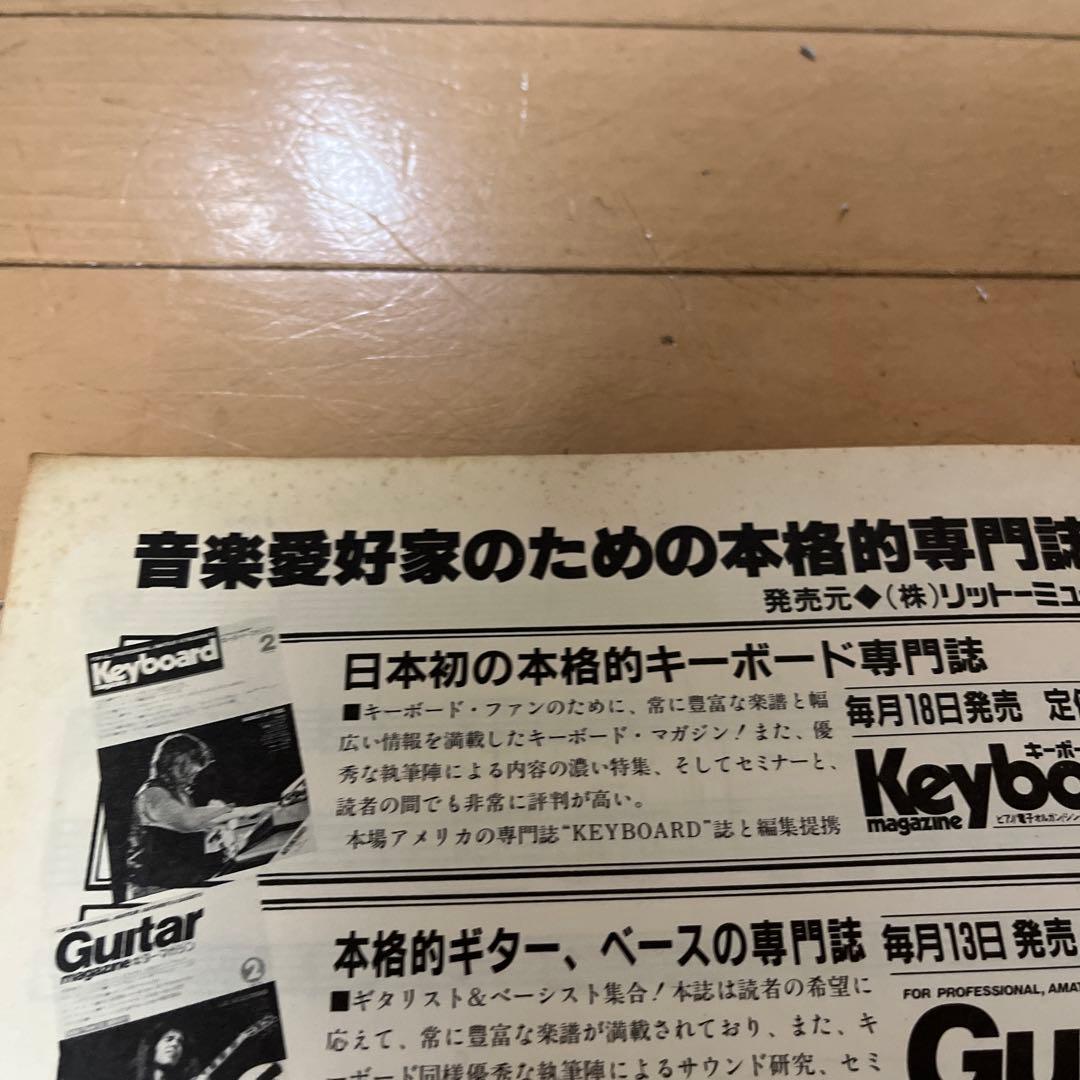 音楽愛好家のための本格的専門誌
発売元◆(株)リットーミュ
Keyboard
2
日本初の本格的キーボード専門誌
■キーボード・ファンのために、常に豊富な楽譜と幅
広い情報を満載したキーボード・マガジン!また、優
秀な執筆陣による内容の濃い特集、そしてセミナーと、
読者の間でも非常に評判が高い。
本場アメリカの専門誌“KEYBOARD”誌と編集提携
毎月18日発売 定価
キーボー
Keybo
magazine
Guitar
magazine
2
本格的ギター、ベースの専門誌
毎月13日発売
■ギタリスト&ベーシスト集合!本誌は読者の希望に
応えて、常に豊富な楽譜が満載されており、また、キ
ーボード同様優秀な執筆陣によるサウンド研究、セミ
FOR PROFESSIONAL, AMAT
Gu